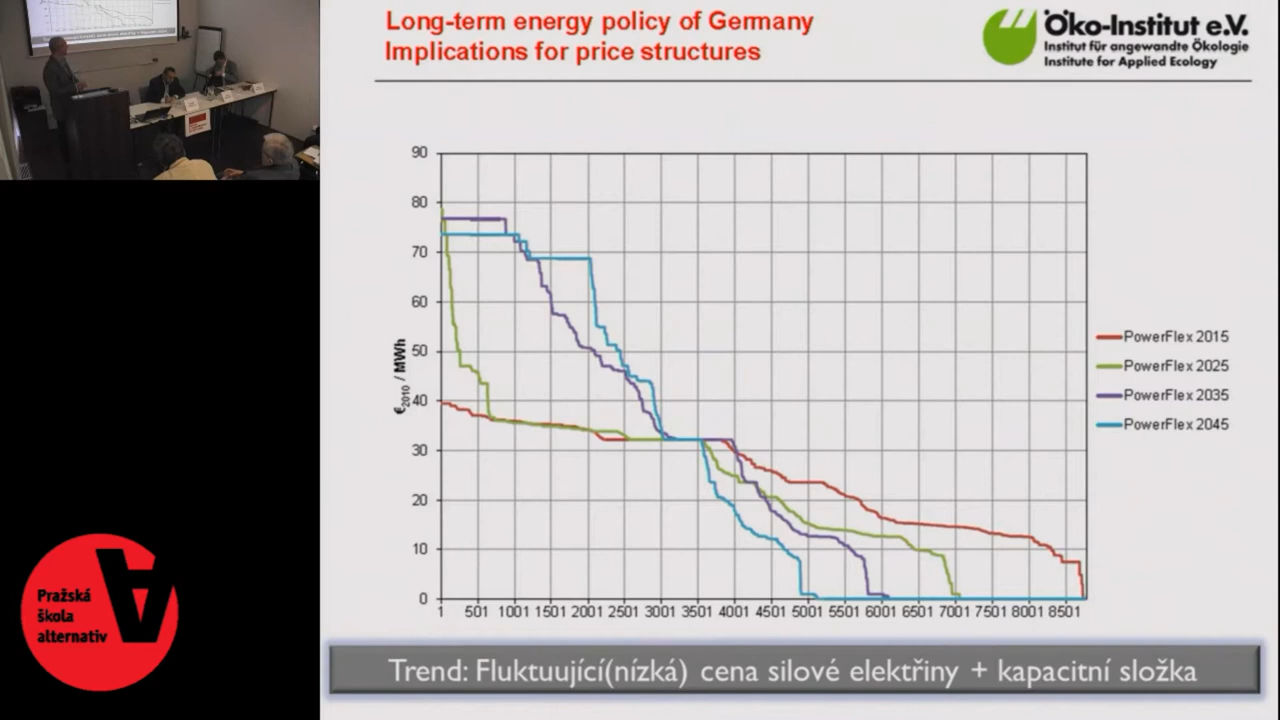 Long-term energy policy of Germany
Implications for price structures
Öko-Institut e.V.
Institut für angewandte Ökologie
Institute for Applied Ecology
90
80
70
60
50
40
30
20
10
0
€2010 / MWh
1 501 1001 1501 2001 2501 3001 3501 4001 4501 5001 5501 6001 6501 7001 7501 8001 8501
PowerFlex 2015
PowerFlex 2025
PowerFlex 2035
PowerFlex 2045
Pražská
škola
alternativ
Trend: Fluktuující(nízká) cena silové elektřiny + kapacitní složka